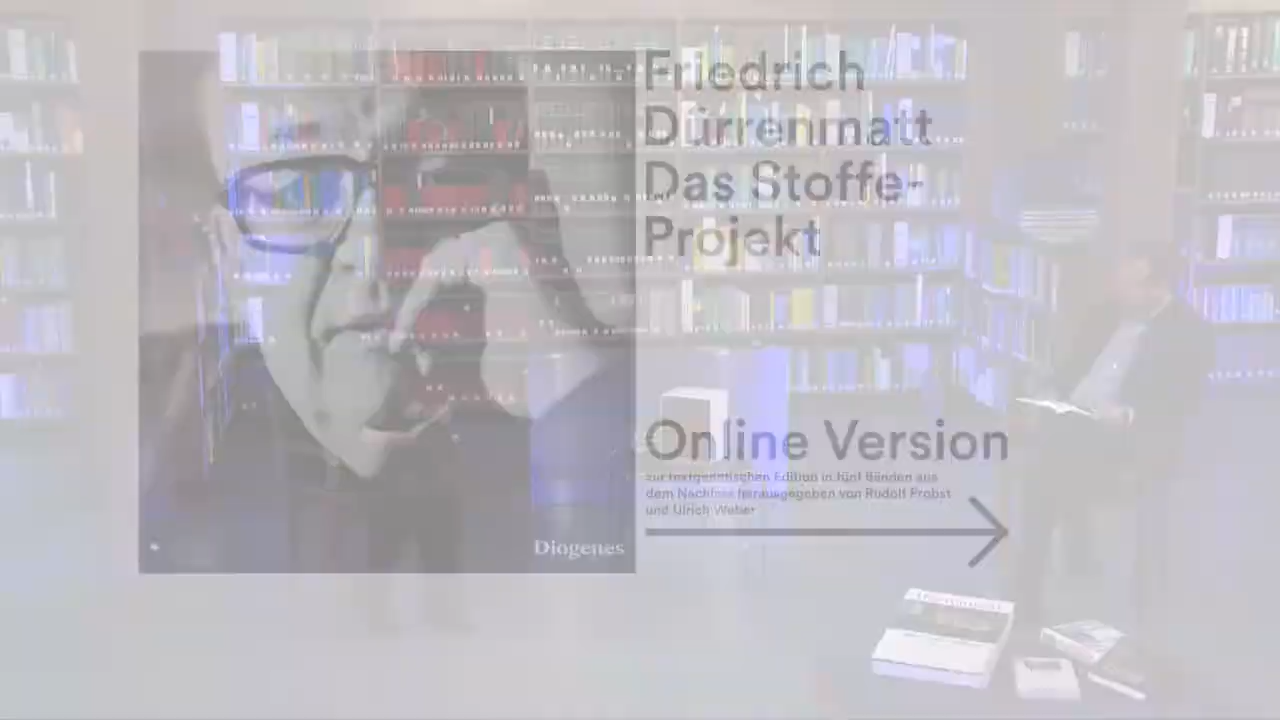 Friedrich
Dürrenmatt
Das Stoffe-
Projekt
Online Version
zur textgenetischen Edition in fünf Bänden aus
dem Nachlass herausgegeben von Rudolf Probst
und Ulrich Weber
Diogenes